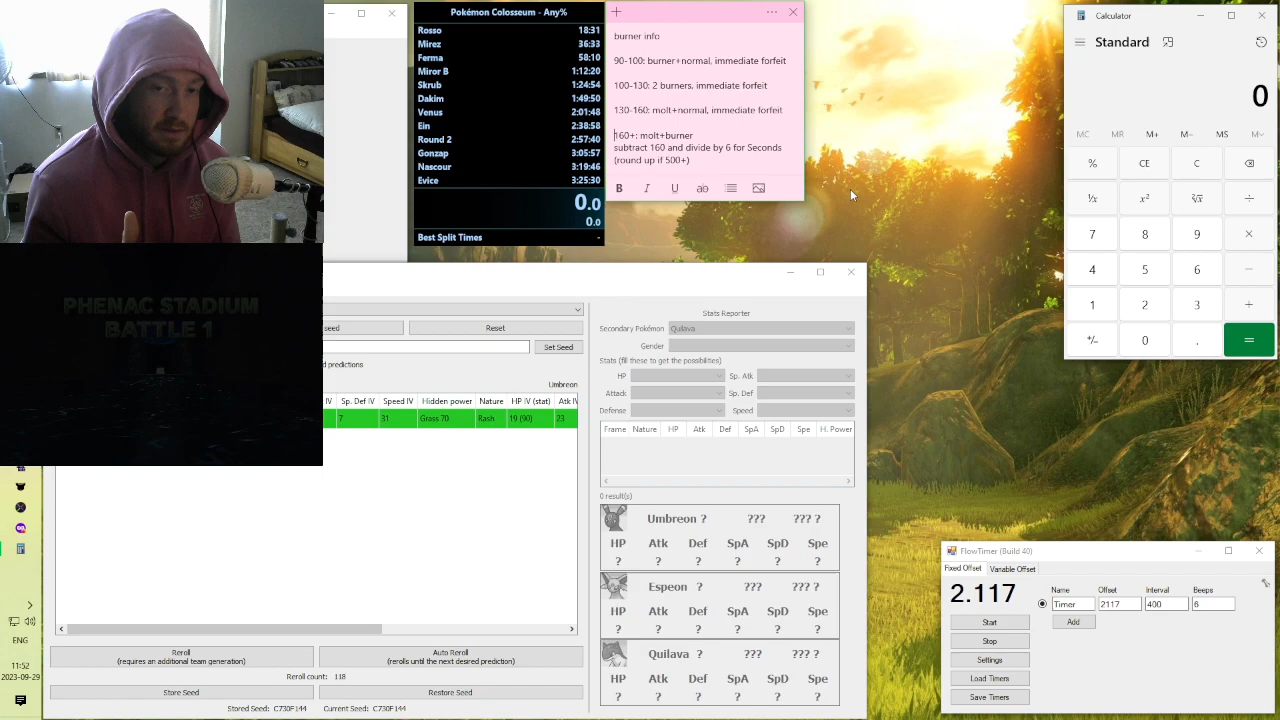 Pokémon Colosseum - Any%
Rosso 18:31
Mirez 36:33
Ferma 58:10
Miror B 1:12:20
Skrub 1:24:54
Dakim 1:49:50
Venus 2:01:48
Ein 2:38:58
Round 2 2:57:40
Gonzap 3:05:57
Nascour 3:19:46
Evice 3:25:30
0.0
0.0
Best Split Times -
burner info
90-100: burner+normal, immediate forfeit
100-130: 2 burners, immediate forfeit
130-160: molt+normal, immediate forfeit
160+: molt+burner
subtract 160 and divide by 6 for Seconds
(round up if 500+)
B I U ab
Calculator
Standard
0
MC MR M+ M− MS M˅
% CE C
¹/x x² ²√x ÷
7 8 9 ×
4 5 6 −
1 2 3 +
+/− 0 . =
PHENAC STADIUM
BATTLE 1
seed Reset
Set Seed
d predictions
Umbreon
IV Sp. Def IV Speed IV Hidden power Nature HP IV (stat) Atk IV
7 31 Grass 70 Rash 19 (90) 23
Reroll
(requires an additional team generation)
Auto Reroll
(rerolls until the next desired prediction)
Reroll count: 118
Store Seed Restore Seed
Stored Seed: C730F144 Current Seed: C730F144
Stats Reporter
Secondary Pokémon Quilava
Gender
Stats (fill these to get the possibilities)
HP Sp. Atk
Attack Sp. Def
Defense Speed
Frame Nature HP Atk Def SpA SpD Spe H. Power
0 result(s)
Umbreon ? ??? ??? ?
HP Atk Def SpA SpD Spe
? ? ? ? ? ?
Espeon ? ??? ??? ?
HP Atk Def SpA SpD Spe
? ? ? ? ? ?
Quilava ? ??? ??? ?
HP Atk Def SpA SpD Spe
? ? ? ? ? ?
FlowTimer (Build 40)
Fixed Offset Variable Offset
2.117
Name Offset Interval Beeps
Timer 2117 400 6
Add
Start
Stop
Settings
Load Timers
Save Timers
ENG
11:52
2023-09-29